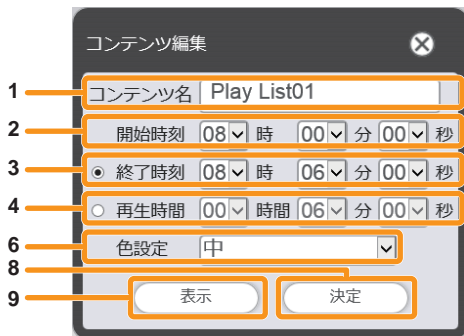 コンテンツ編集
1 コンテンツ名 Play List01
2 開始時刻 08 時 00 分 00 秒
3 終了時刻 08 時 06 分 00 秒
4 再生時間 00 時間 06 分 00 秒
6 色設定 中
8
9 表示 決定